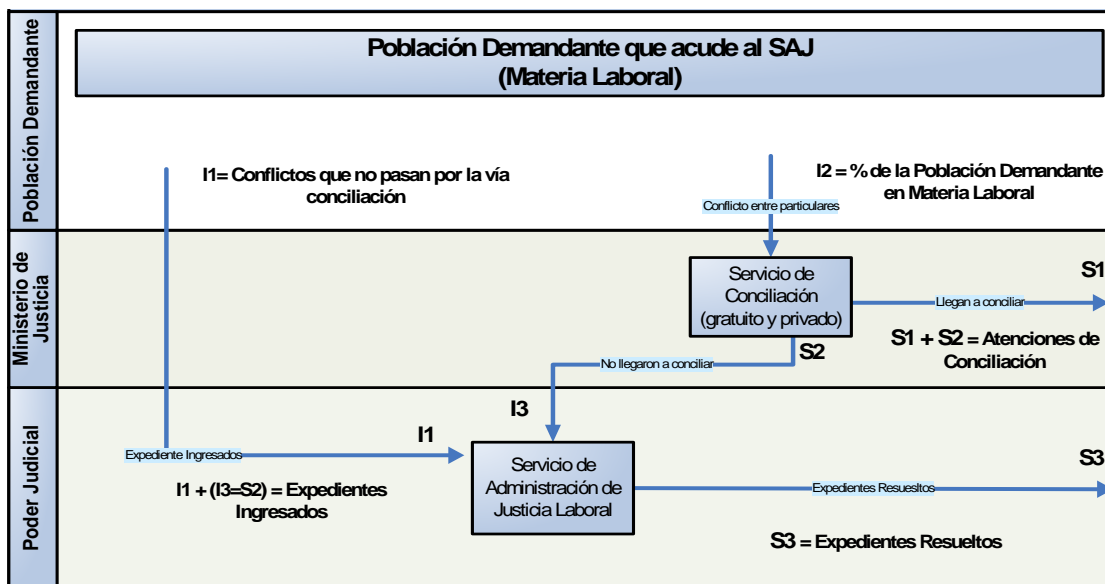 Población Demandante
Población Demandante que acude al SAJ
(Materia Laboral)
I1= Conflictos que no pasan por la vía
conciliación
I2 = % de la Población Demandante
en Materia Laboral
Conflicto entre particulares
Ministerio de
Justicia
Servicio de
Conciliación
(gratuito y privado)
S1
Llegan a conciliar
S2
S1 + S2 = Atenciones de
Conciliación
No llegaron a conciliar
Poder Judicial
I3
I1
Expediente Ingresados
I1 + (I3=S2) = Expedientes
Ingresados
Servicio de
Administración de
Justicia Laboral
S3
Expedientes Resuesltos
S3 = Expedientes Resueltos